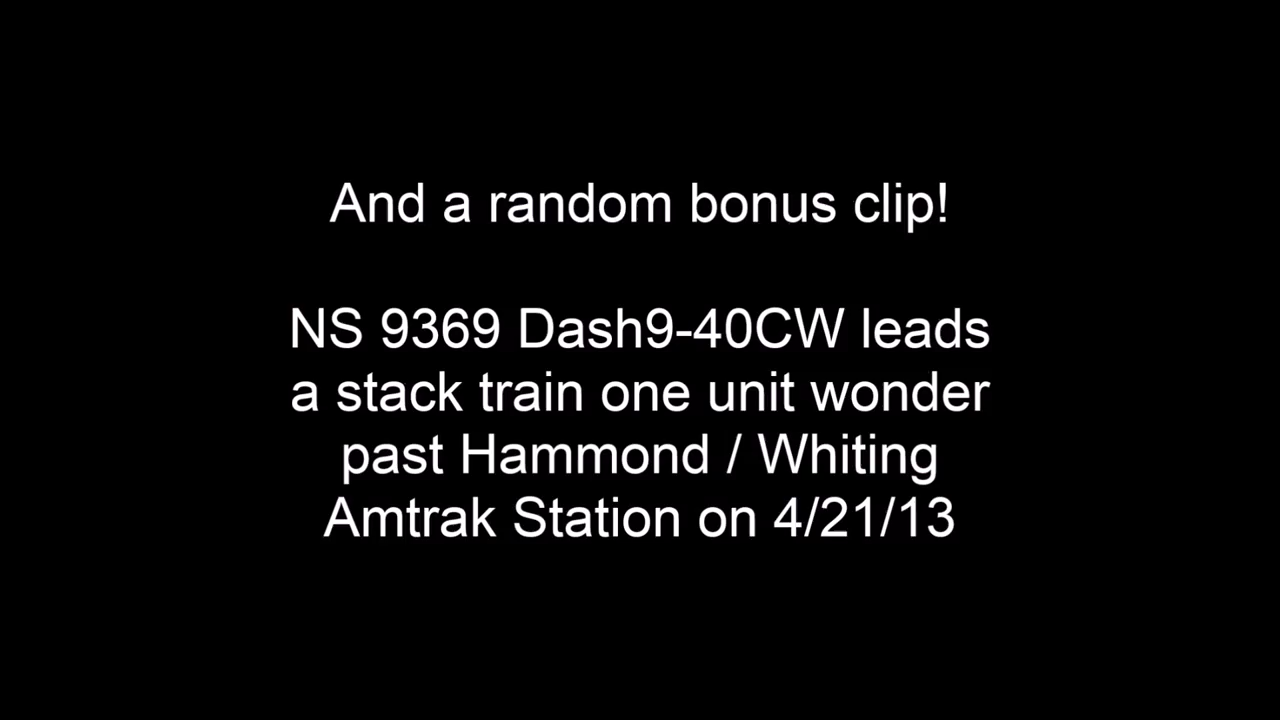 And a random bonus clip!
NS 9369 Dash9-40CW leads
a stack train one unit wonder
past Hammond / Whiting
Amtrak Station on 4/21/13